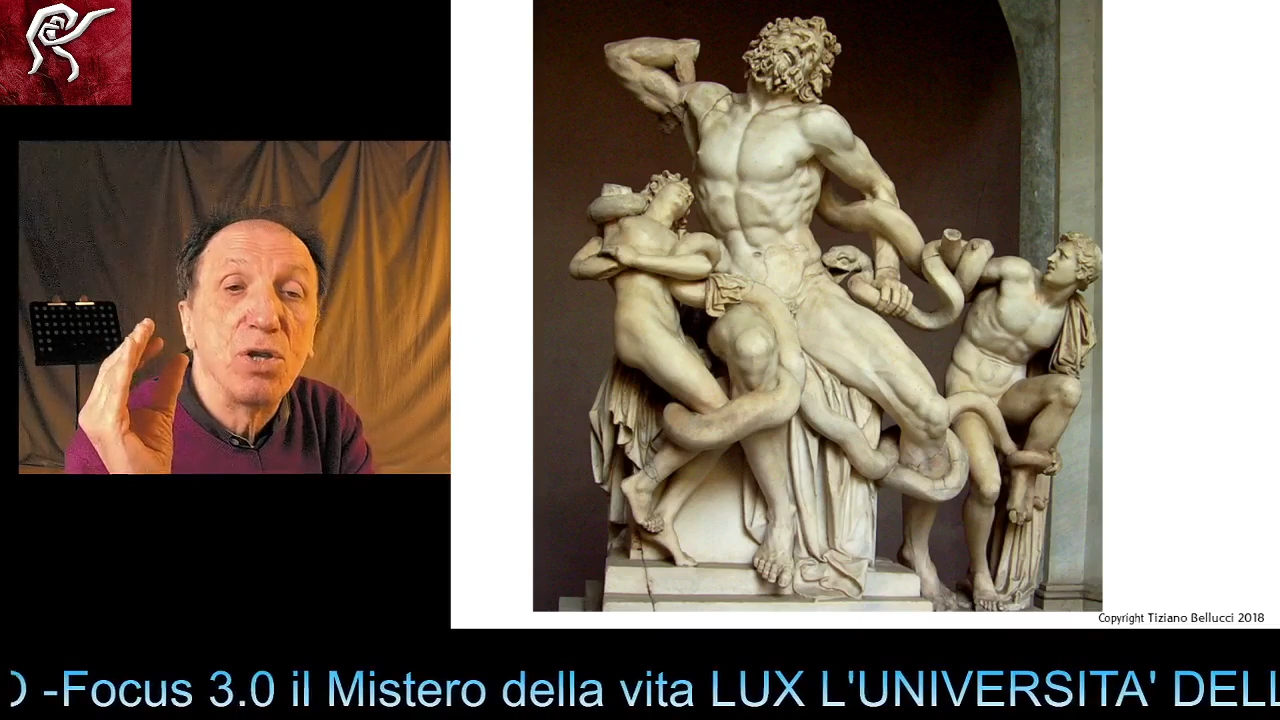 Copyright Tiziano Bellucci 2018
-Focus 3.0 il Mistero della vita LUX L'UNIVERSITA' DELL